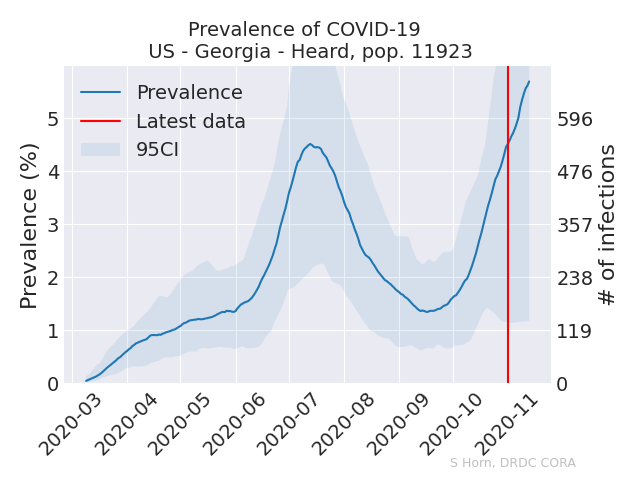 Prevalence of COVID-19
US - Georgia - Heard, pop. 11923
Prevalence
Latest data
95CI
Prevalence (%)
5
4
3
2
1
0
596
476
357
238
119
0
# of infections
2020-03
2020-04
2020-05
2020-06
2020-07
2020-08
2020-09
2020-10
2020-11
S Horn, DRDC CORA